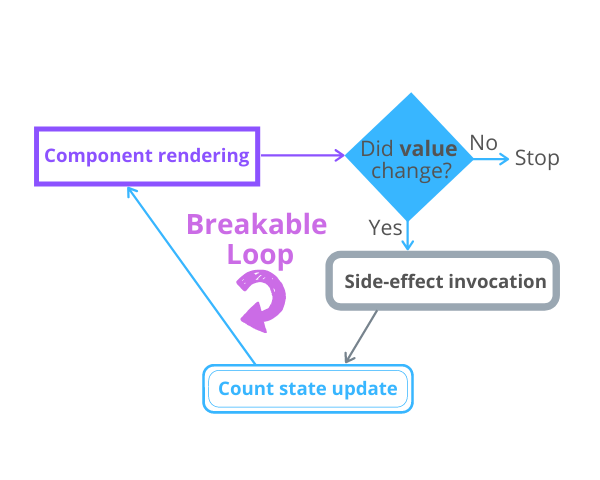 Component rendering
Did value
change?
No
Stop
Yes
Breakable
Loop
Side-effect invocation
Count state update